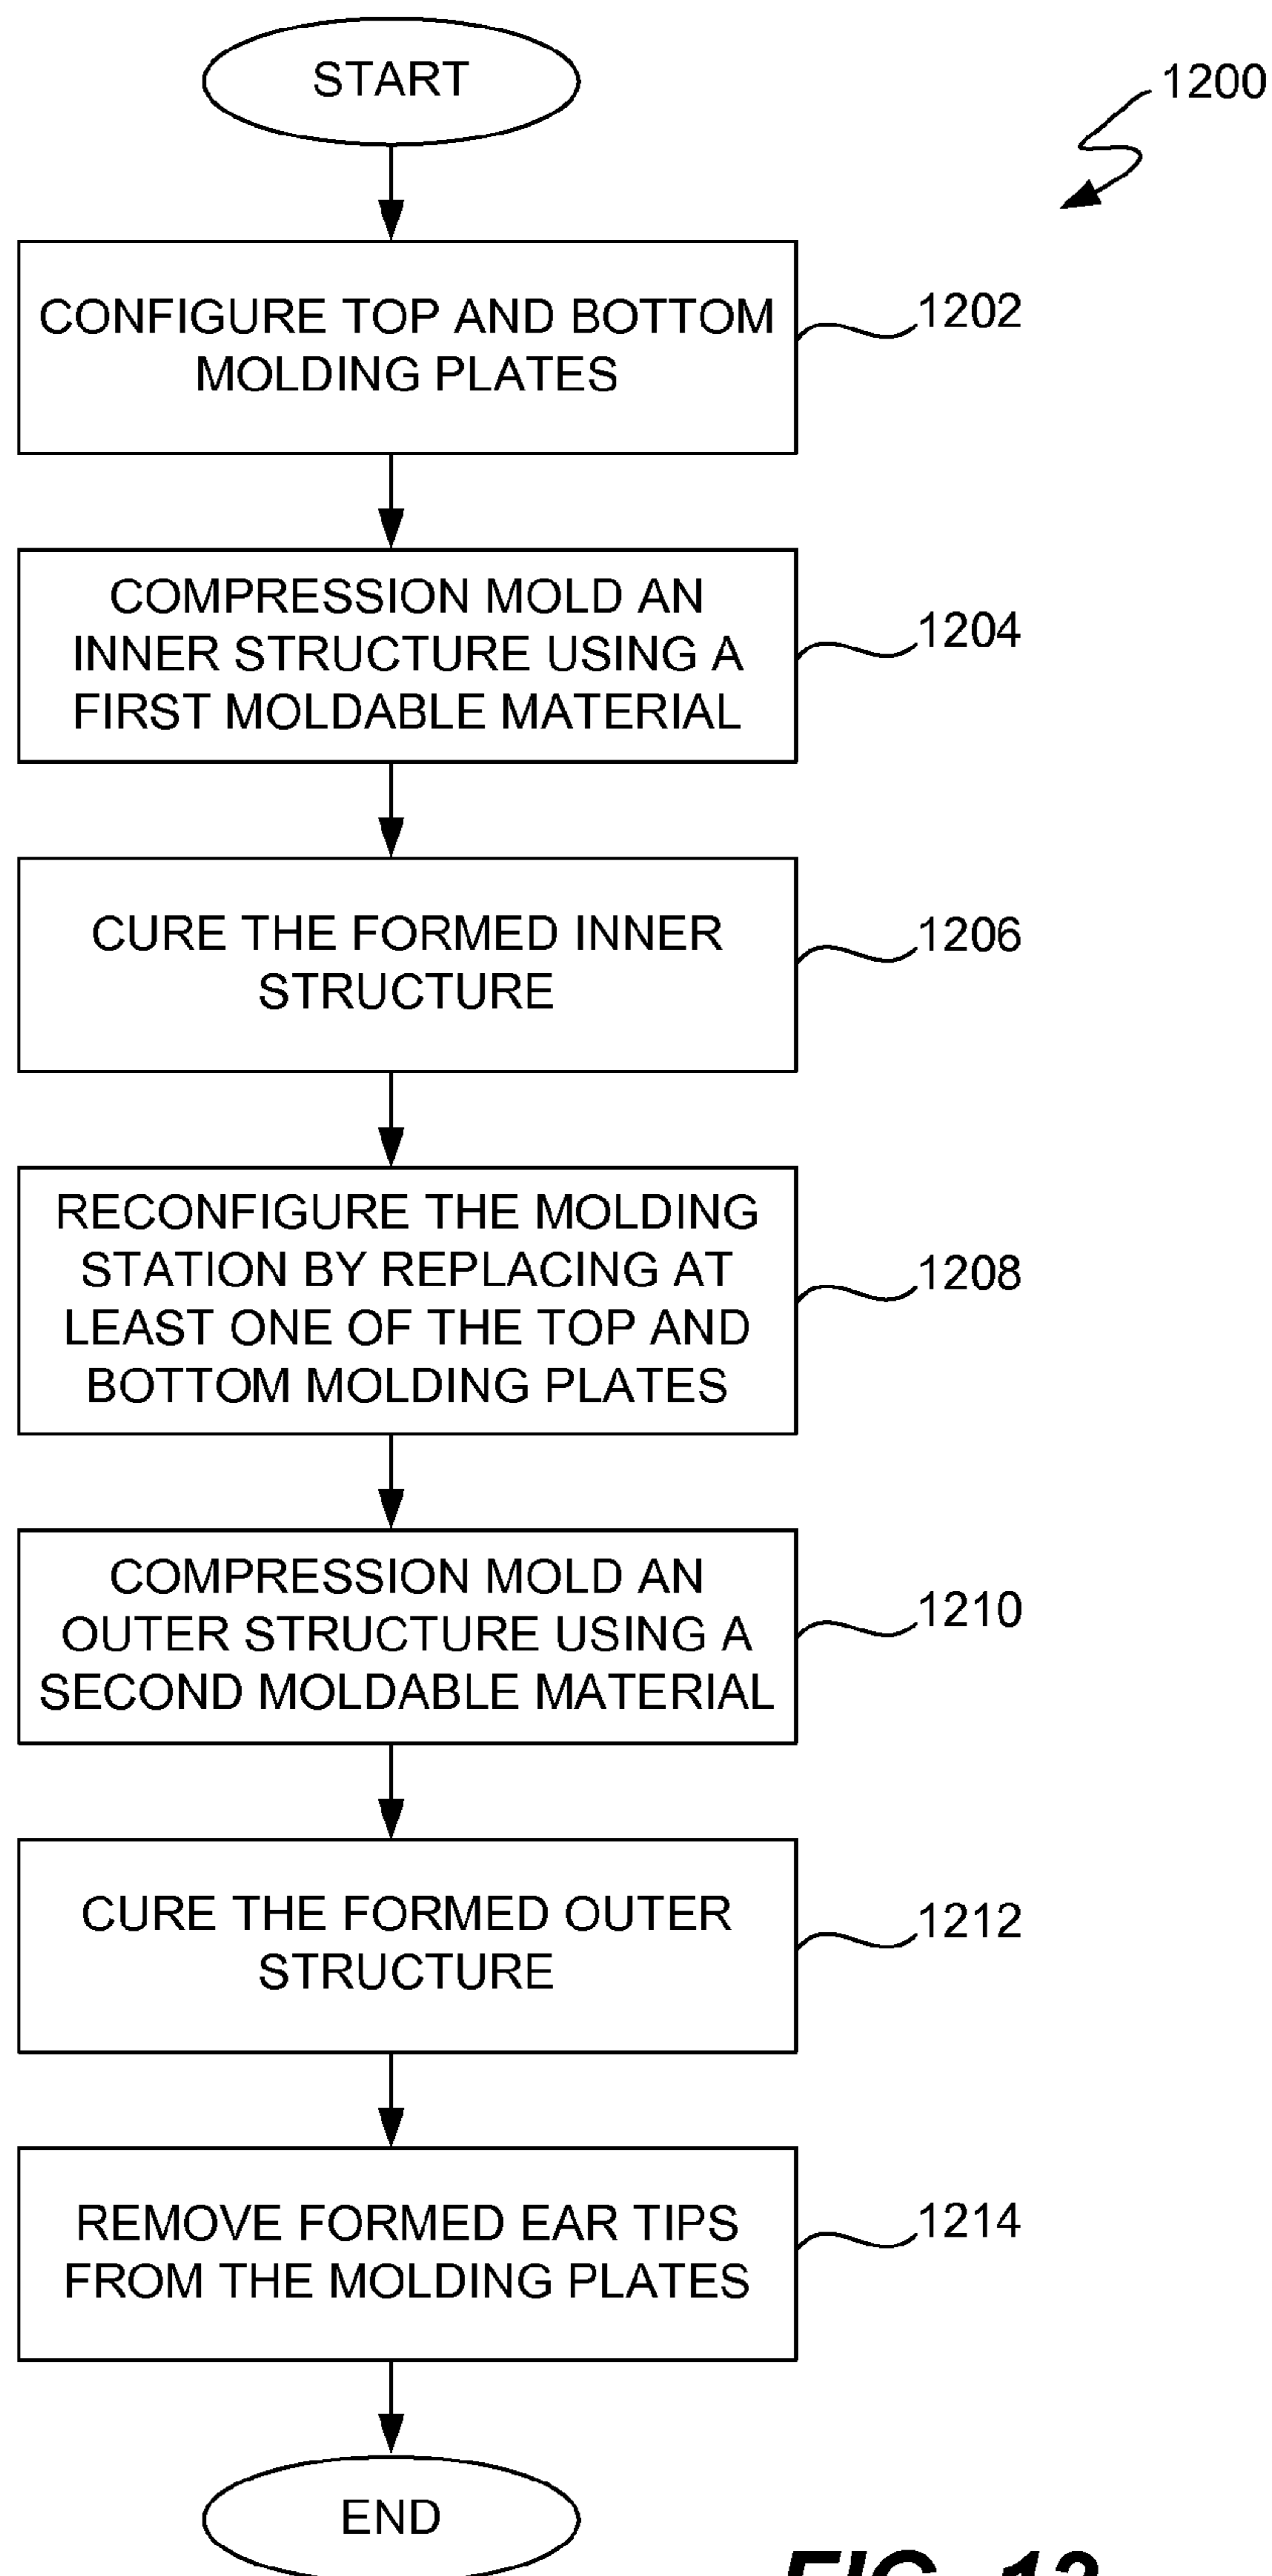 START
1200
CONFIGURE TOP AND BOTTOM
MOLDING PLATES
1202
COMPRESSION MOLD AN
INNER STRUCTURE USING A
FIRST MOLDABLE MATERIAL
1204
CURE THE FORMED INNER
STRUCTURE
1206
RECONFIGURE THE MOLDING
STATION BY REPLACING AT
LEAST ONE OF THE TOP AND
BOTTOM MOLDING PLATES
1208
COMPRESSION MOLD AN
OUTER STRUCTURE USING A
SECOND MOLDABLE MATERIAL
1210
CURE THE FORMED OUTER
STRUCTURE
1212
REMOVE FORMED EAR TIPS
FROM THE MOLDING PLATES
1214
END
FIG.